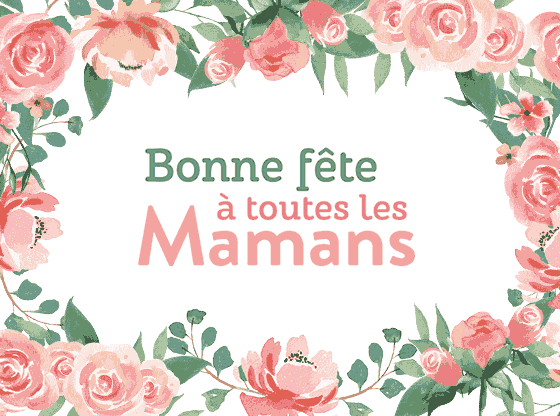 Bonne fête
à toutes les
Mamans